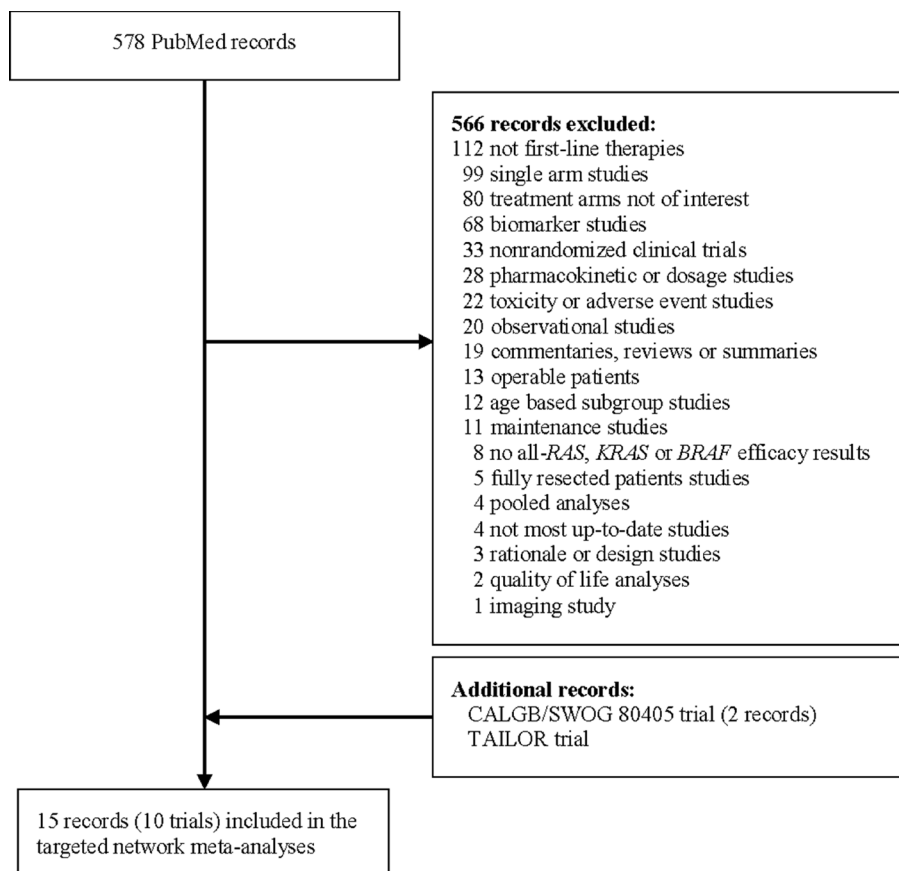 578 PubMed records
566 records excluded:
112 not first-line therapies
99 single arm studies
80 treatment arms not of interest
68 biomarker studies
33 nonrandomized clinical trials
28 pharmacokinetic or dosage studies
22 toxicity or adverse event studies
20 observational studies
19 commentaries, reviews or summaries
13 operable patients
12 age based subgroup studies
11 maintenance studies
8 no all-RAS, KRAS or BRAF efficacy results
5 fully resected patients studies
4 pooled analyses
4 not most up-to-date studies
3 rationale or design studies
2 quality of life analyses
1 imaging study
Additional records:
CALGB/SWOG 80405 trial (2 records)
TAILOR trial
15 records (10 trials) included in the
targeted network meta-analyses